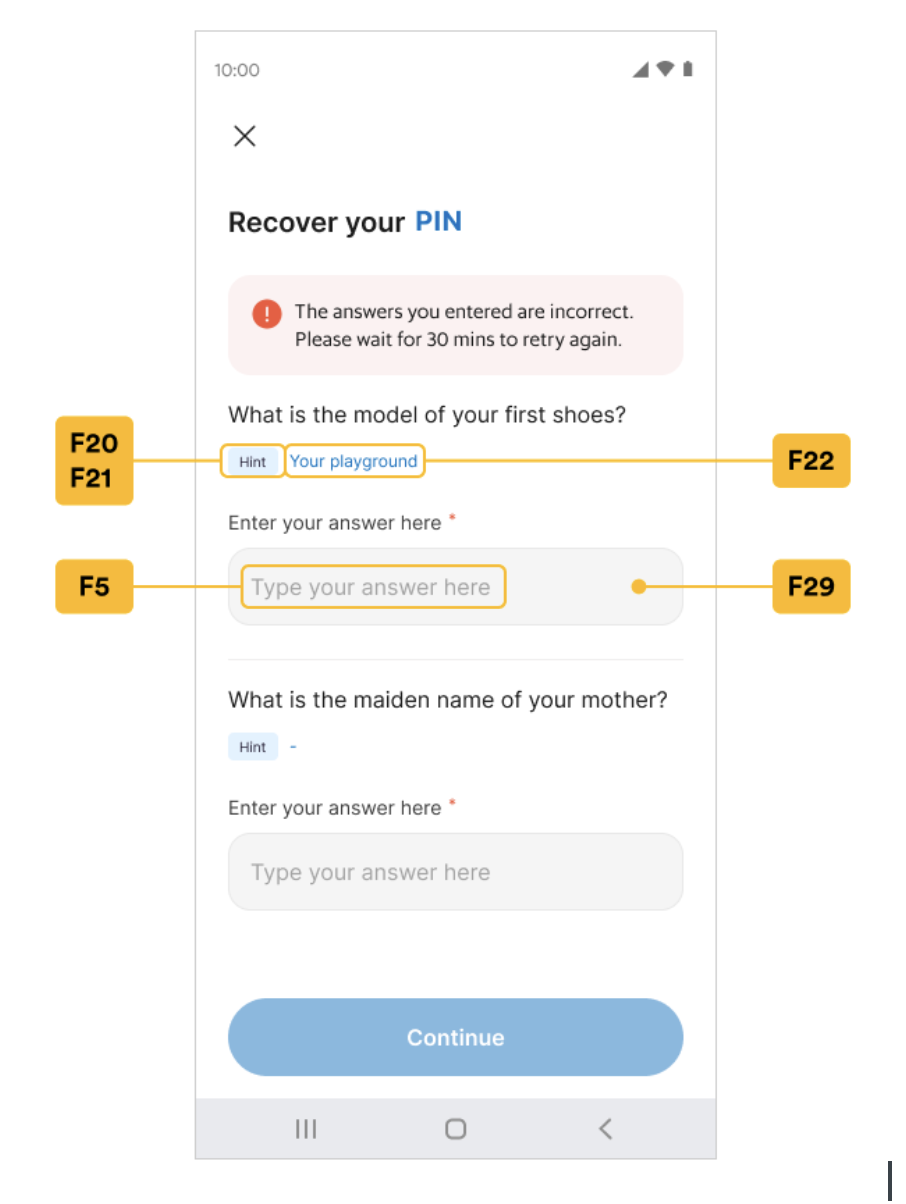 10:00
Recover your PIN
The answers you entered are incorrect.
Please wait for 30 mins to retry again.
What is the model of your first shoes?
F20
F21
Hint Your playground
F22
Enter your answer here *
F5
Type your answer here
F29
What is the maiden name of your mother?
Hint -
Enter your answer here *
Type your answer here
Continue